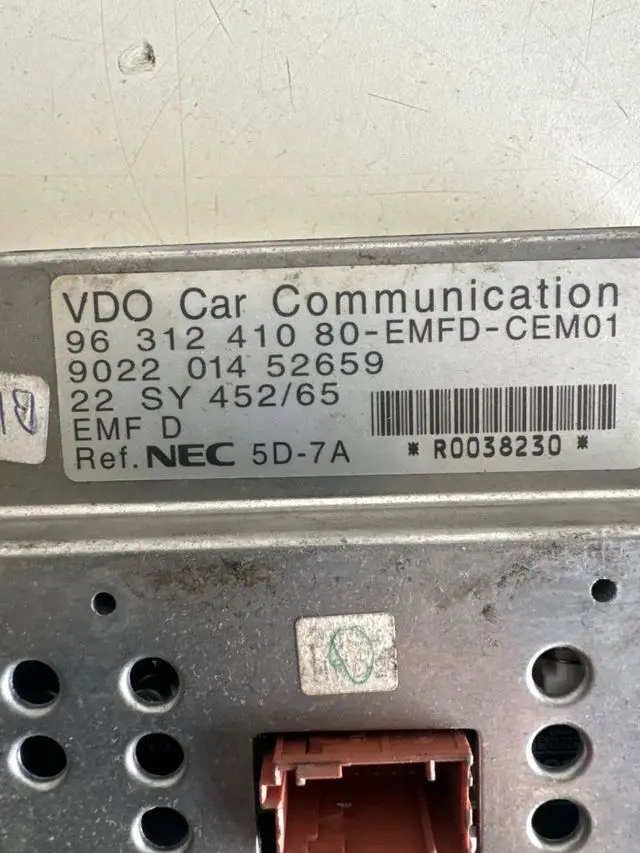 VDO Car Communication
96 312 410 80-EMFD-CEM01
9022 014 52659
22 SY 452/65
EMF D
Ref. NEC 5D-7A
* R0038230 *